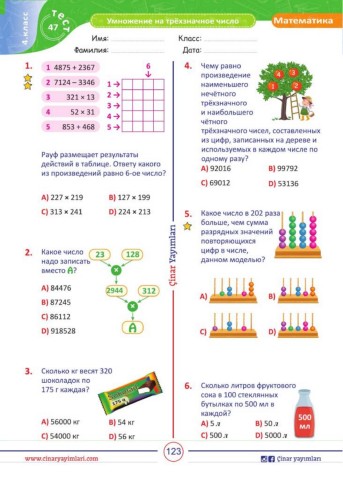 4. класс
тест
47
Умножение на трёхзначное число
Математика
Имя:
Класс:
Фамилия:
Дата:
1.
1 4875 + 2367
2 7124 – 3346
3 321 × 13
4 52 × 31
5 853 + 468
6
1
2
3
4
5
Рауф размещает результаты
действий в таблице. Ответу какого
из произведений равно 6-ое число?
A) 227 × 219
B) 127 × 199
C) 313 × 241
D) 224 × 213
2.
Какое число
надо записать
вместо A?
23
128
×
2944
312
×
A
A) 84476
B) 87245
C) 86112
D) 918528
3.
Сколько кг весят 320
шоколадок по
175 г каждая?
175 г
A) 56000 кг
B) 54 кг
C) 54000 кг
D) 56 кг
4.
Чему равно
произведение
наименьшего
нечётного
трёхзначного
и наибольшего
чётного
трёхзначного чисел, составленных
из цифр, записанных на дереве и
используемых в каждом числе по
одному разу?
4
3
1
2
A) 92016
B) 99792
C) 69012
D) 53136
5.
Какое число в 202 раза
больше, чем сумма
разрядных значений
повторяющихся
цифр в числе,
данном моделью?
A)
B)
C)
D)
6.
Сколько литров фруктового
сока в 100 стеклянных
бутылках по 500 мл в
каждой?
500
мл
A) 5 л
B) 50 л
C) 500 л
D) 5000 л
Çinar Yayımları
www.cinaryayimlari.com
123
Çinar yayımları